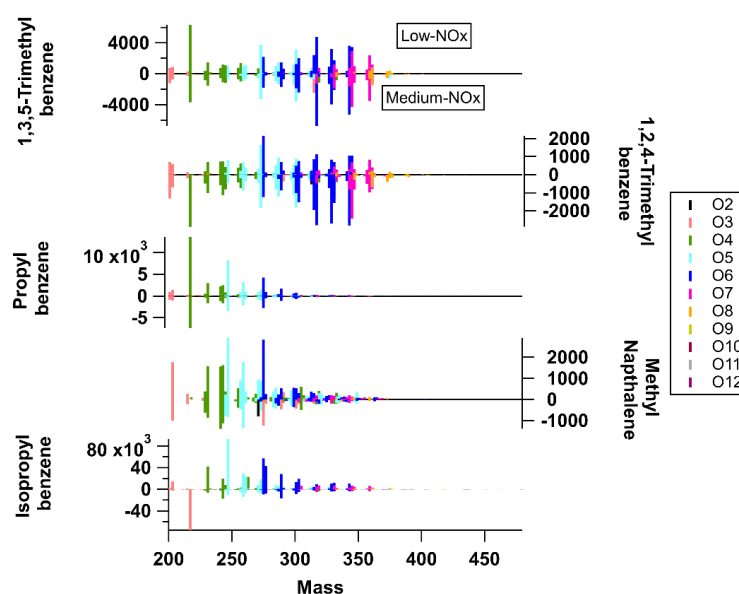 1,3,5-Trimethyl
benzene
4000
0
-4000
Low-NOx
Medium-NOx
2000
1000
0
-1000
-2000
1,2,4-Trimethyl
benzene
Propyl
benzene
10 x10³
5
0
-5
2000
1000
0
-1000
Methyl
Napthalene
Isopropyl
benzene
80 x10³
40
0
-40
200
250
300
350
400
450
Mass
O2
O3
O4
O5
O6
O7
O8
O9
O10
O11
O12